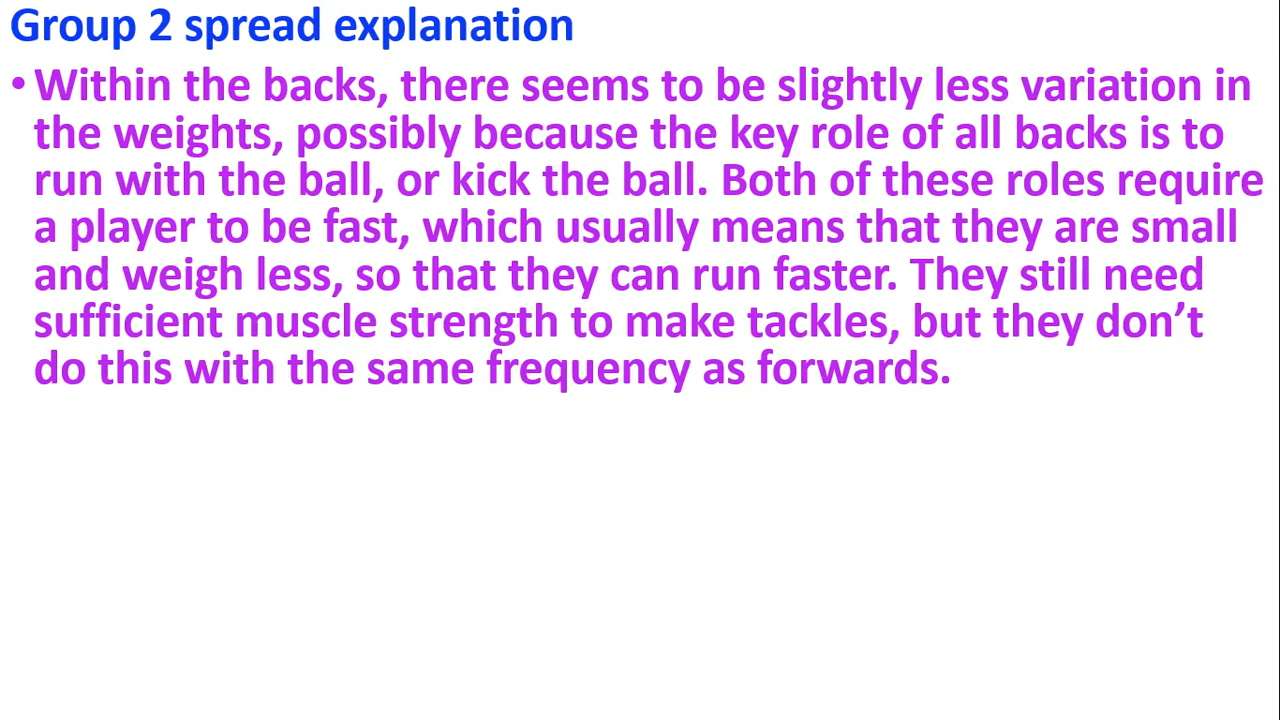 Group 2 spread explanation
• Within the backs, there seems to be slightly less variation in
the weights, possibly because the key role of all backs is to
run with the ball, or kick the ball. Both of these roles require
a player to be fast, which usually means that they are small
and weigh less, so that they can run faster. They still need
sufficient muscle strength to make tackles, but they don’t
do this with the same frequency as forwards.